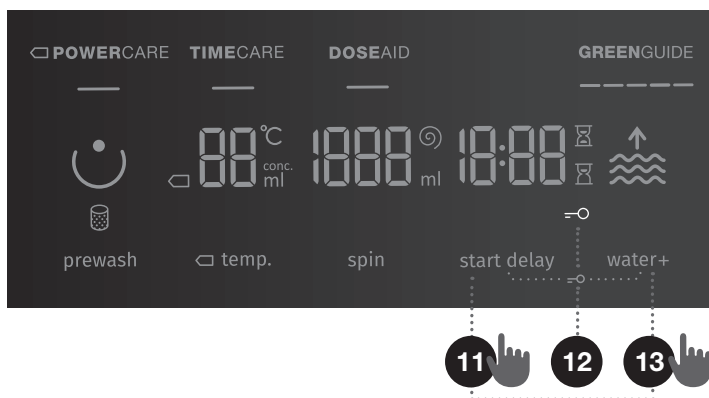 POWERCARE TIMECARE DOSEAID GREENGUIDE
88 °C 1888 18:88
conc.
ml ml
prewash temp. spin start delay water+
11 12 13